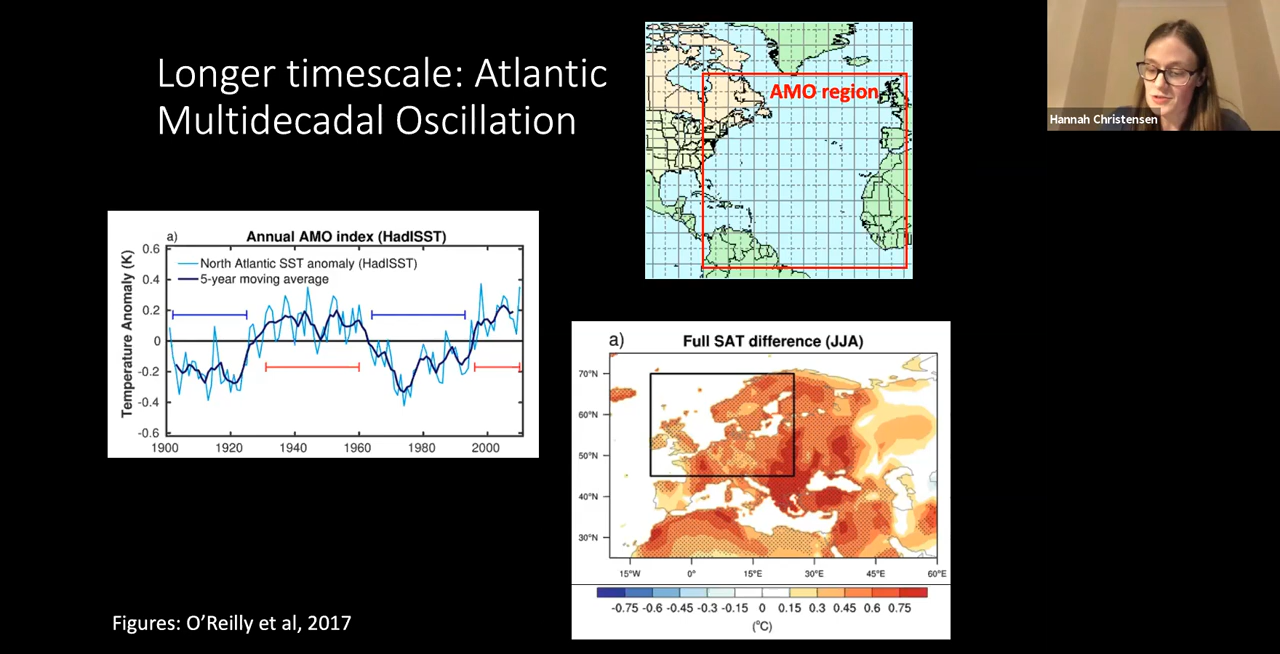 Longer timescale: Atlantic
Multidecadal Oscillation
AMO region
Hannah Christensen
a)
Annual AMO index (HadISST)
Temperature Anomaly (K)
North Atlantic SST anomaly (HadISST)
5-year moving average
0.6
0.4
0.2
0
-0.2
-0.4
-0.6
1900 1920 1940 1960 1980 2000
a)
Full SAT difference (JJA)
70°N
60°N
50°N
40°N
30°N
15°W 0° 15°E 30°E 45°E 60°E
-0.75 -0.6 -0.45 -0.3 -0.15 0 0.15 0.3 0.45 0.6 0.75
(°C)
Figures: O’Reilly et al, 2017